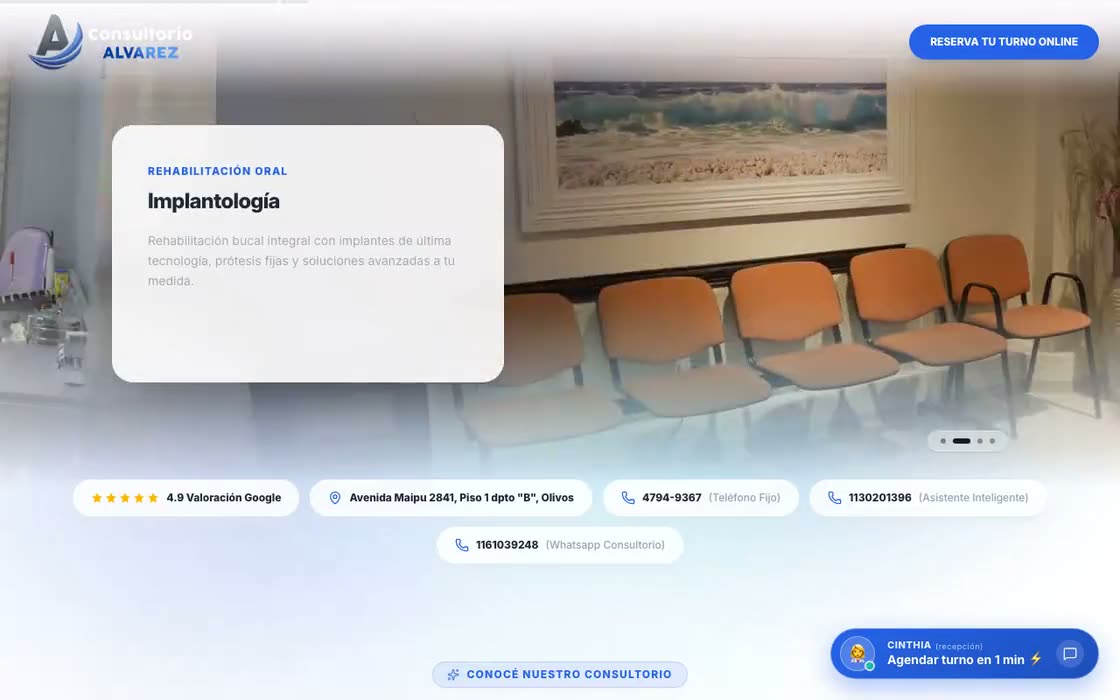 Consultorio
ALVAREZ
RESERVA TU TURNO ONLINE
REHABILITACIÓN ORAL
Implantología
Rehabilitación bucal integral con implantes de última
tecnología, prótesis fijas y soluciones avanzadas a tu
medida.
4.9 Valoración Google
Avenida Maipu 2841, Piso 1 dpto "B", Olivos
4794-9367 (Teléfono Fijo)
1130201396 (Asistente Inteligente)
1161039248 (Whatsapp Consultorio)
CINTHIA (recepción)
Agendar turno en 1 min ⚡
CONOCÉ NUESTRO CONSULTORIO